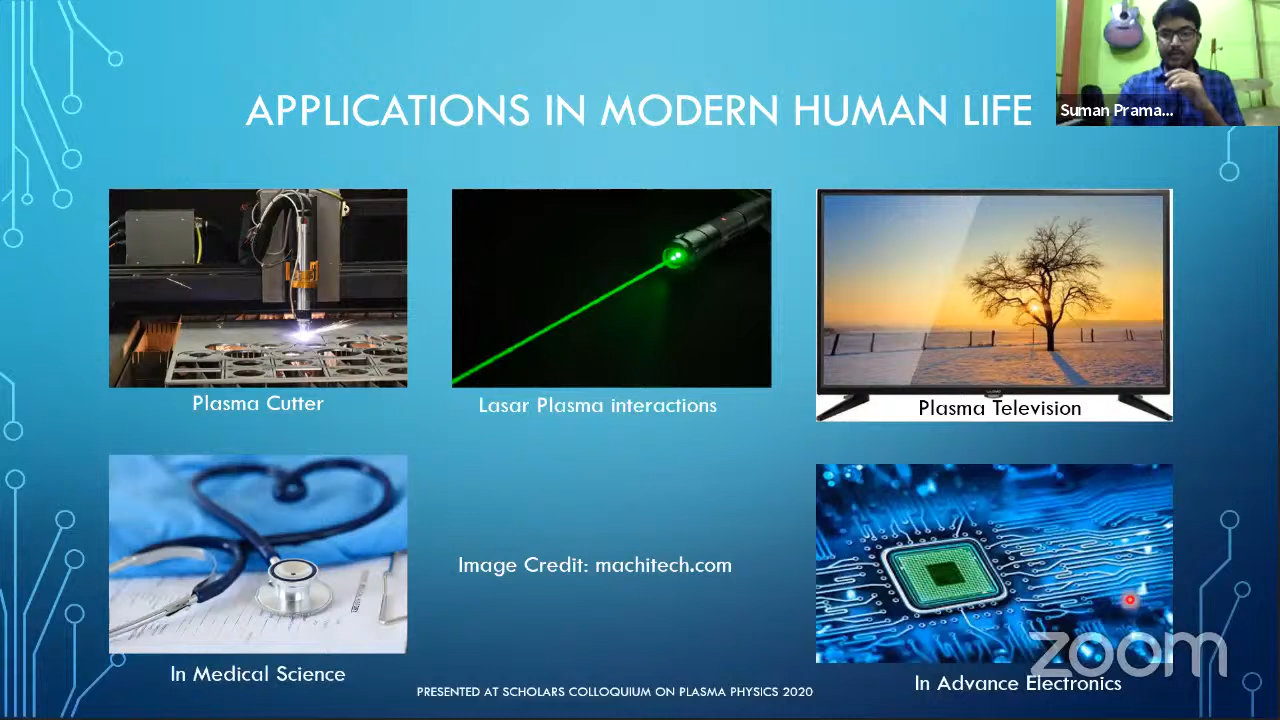 APPLICATIONS IN MODERN HUMAN LIFE
Suman Prama...
Plasma Cutter
Lasar Plasma interactions
Plasma Television
Image Credit: machitech.com
In Medical Science
In Advance Electronics
PRESENTED AT SCHOLARS COLLOQUIUM ON PLASMA PHYSICS 2020
zoom